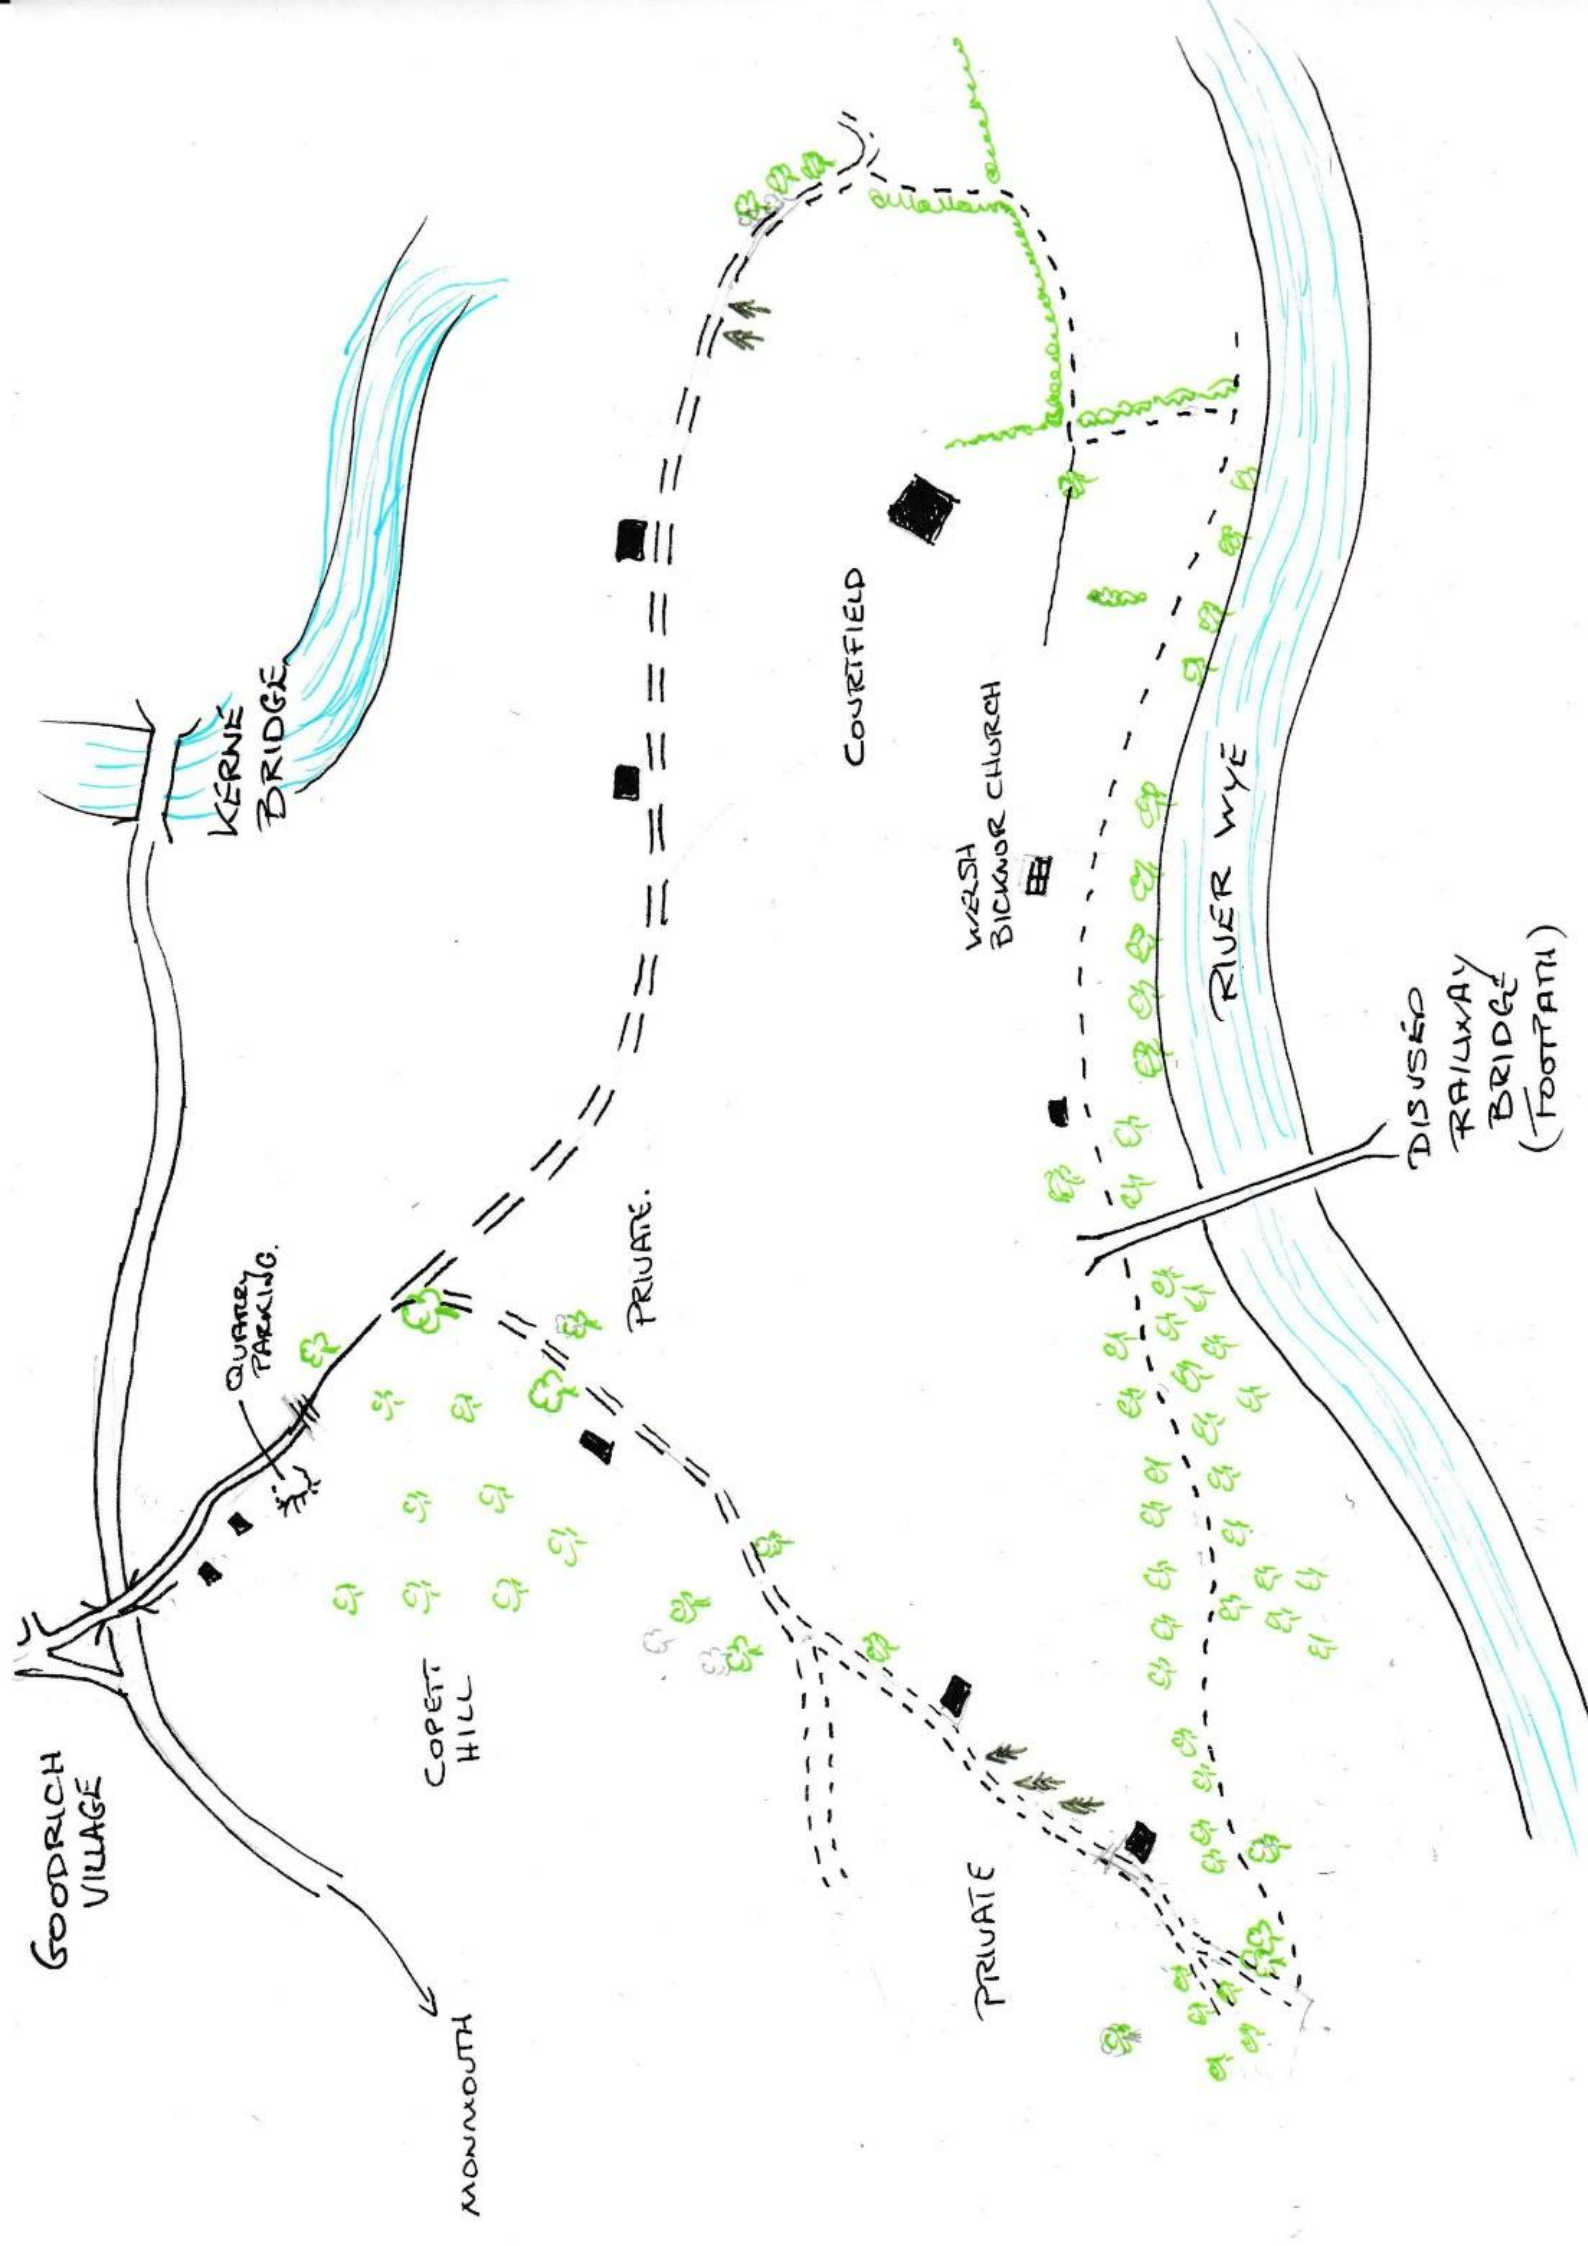 GOODRICH
VILLAGE
MONMOUTH
COPETT
HILL
QUARRY
PARKING.
KERNE
BRIDGE
PRIVATE.
PRIVATE
COURTFIELD
WELSH
BICKNOR CHURCH
RIVER WYE
DISUSED
RAILWAY
BRIDGE
(FOOTPATH)